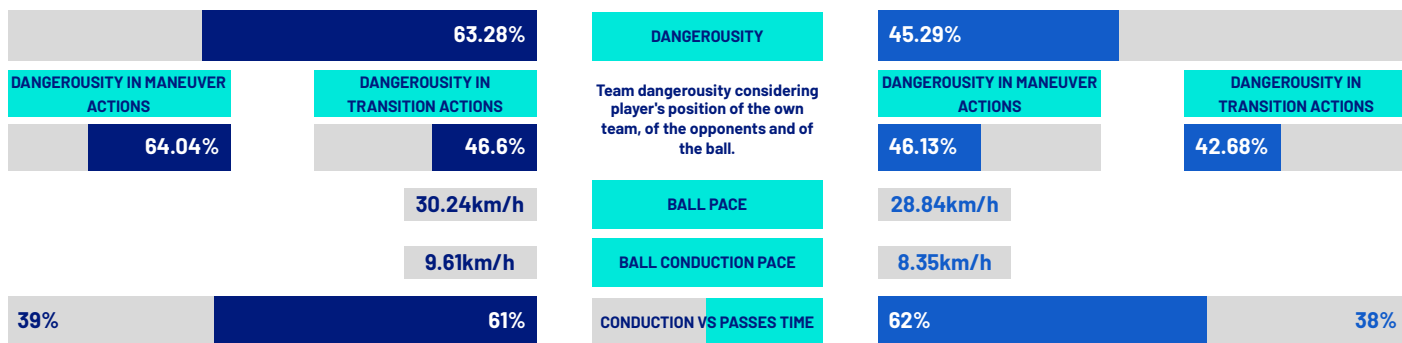 63.28%
DANGEROUSITY
45.29%
DANGEROUSITY IN MANEUVER
ACTIONS
DANGEROUSITY IN
TRANSITION ACTIONS
Team dangerousity considering
player's position of the own
team, of the opponents and of
the ball.
DANGEROUSITY IN MANEUVER
ACTIONS
DANGEROUSITY IN
TRANSITION ACTIONS
64.04%
46.6%
46.13%
42.68%
30.24km/h
BALL PACE
28.84km/h
9.61km/h
BALL CONDUCTION PACE
8.35km/h
39%
61%
CONDUCTION VS PASSES TIME
62%
38%